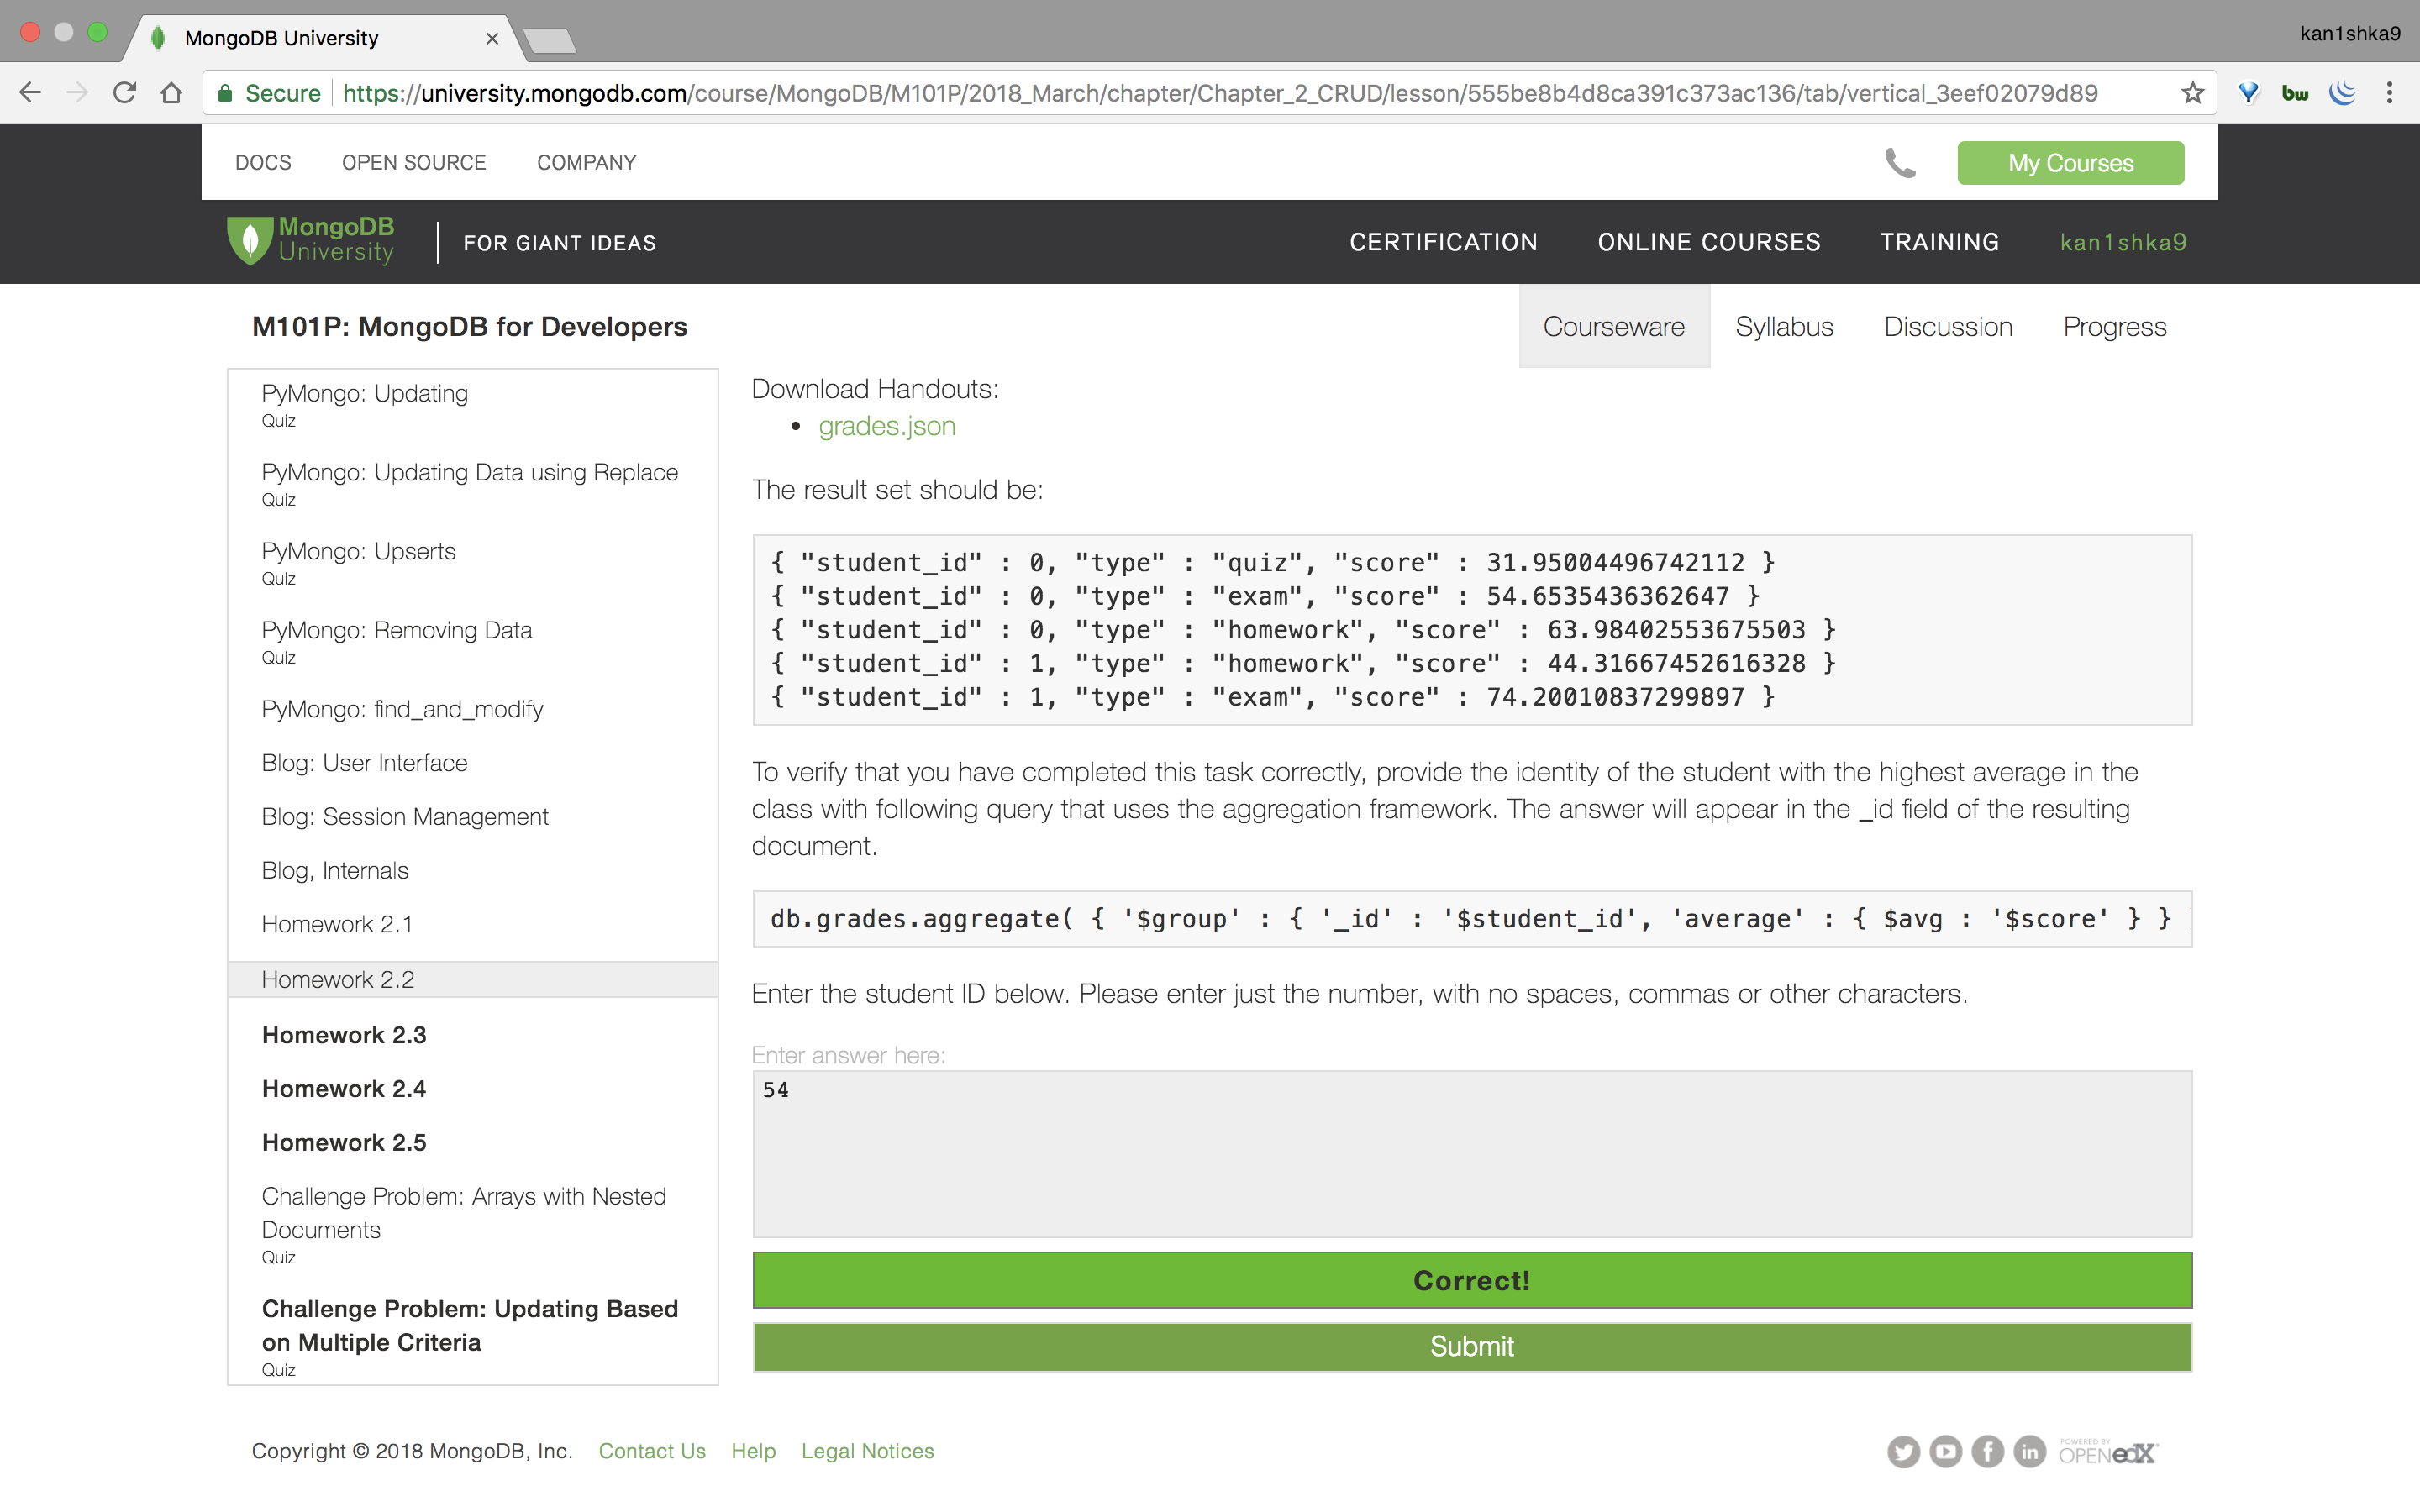 MongoDB University
kan1shka9
Secure https://university.mongodb.com/course/MongoDB/M101P/2018_March/chapter/Chapter_2_CRUD/lesson/555be8b4d8ca391c373ac136/tab/vertical_3eef02079d89
bw
DOCS OPEN SOURCE COMPANY
My Courses
MongoDB University FOR GIANT IDEAS
CERTIFICATION ONLINE COURSES TRAINING kan1shka9
M101P: MongoDB for Developers
Courseware Syllabus Discussion Progress
PyMongo: Updating
Quiz
PyMongo: Updating Data using Replace
Quiz
PyMongo: Upserts
Quiz
PyMongo: Removing Data
Quiz
PyMongo: find_and_modify
Blog: User Interface
Blog: Session Management
Blog, Internals
Homework 2.1
Homework 2.2
Homework 2.3
Homework 2.4
Homework 2.5
Challenge Problem: Arrays with Nested
Documents
Quiz
Challenge Problem: Updating Based
on Multiple Criteria
Quiz
Download Handouts:
• grades.json
The result set should be:
{ "student_id" : 0, "type" : "quiz", "score" : 31.95004496742112 }
{ "student_id" : 0, "type" : "exam", "score" : 54.6535436362647 }
{ "student_id" : 0, "type" : "homework", "score" : 63.98402553675503 }
{ "student_id" : 1, "type" : "homework", "score" : 44.31667452616328 }
{ "student_id" : 1, "type" : "exam", "score" : 74.20010837299897 }
To verify that you have completed this task correctly, provide the identity of the student with the highest average in the
class with following query that uses the aggregation framework. The answer will appear in the _id field of the resulting
document.
db.grades.aggregate( { '$group' : { '_id' : '$student_id', 'average' : { $avg : '$score' } } }
Enter the student ID below. Please enter just the number, with no spaces, commas or other characters.
Enter answer here:
54
Correct!
Submit
Copyright © 2018 MongoDB, Inc. Contact Us Help Legal Notices
POWERED BY
OPEN edX